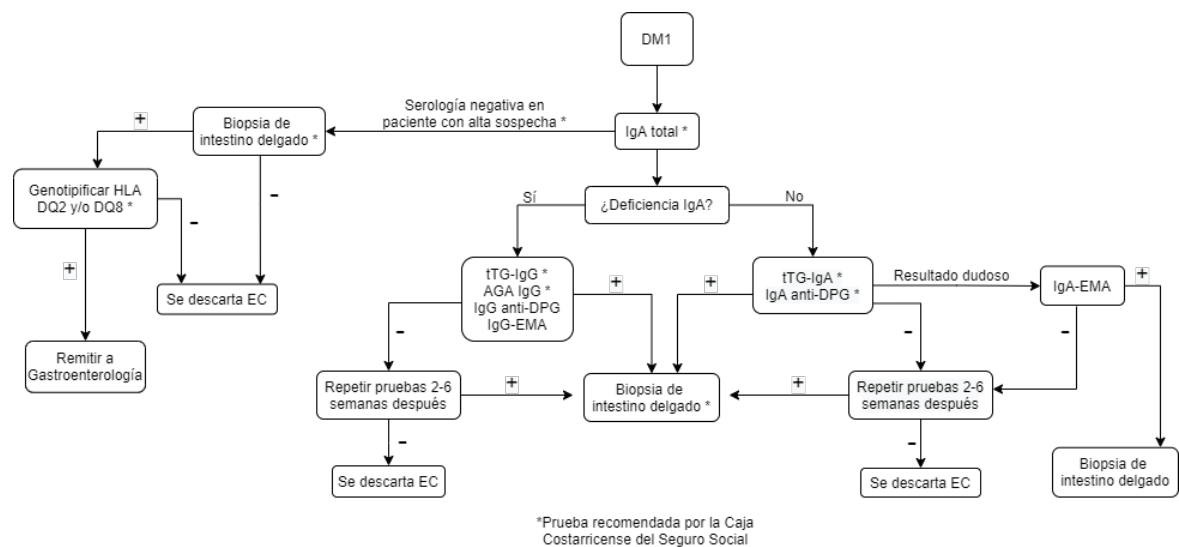 DM1
Serología negativa en
paciente con alta sospecha *
+
Biopsia de
intestino delgado *
IgA total *
Genotipificar HLA
DQ2 y/o DQ8 *
-
-
Sí
¿Deficiencia IgA?
No
+
tTG-IgG *
AGA IgG *
IgG anti-DPG
IgG-EMA
+
+
tTG-IgA *
IgA anti-DPG *
Resultado dudoso
IgA-EMA
+
Se descarta EC
-
-
-
Remitir a
Gastroenterología
Repetir pruebas 2-6
semanas después
+
Biopsia de
intestino delgado *
+
Repetir pruebas 2-6
semanas después
-
-
Se descarta EC
Se descarta EC
Biopsia de
intestino delgado
*Prueba recomendada por la Caja
Costarricense del Seguro Social